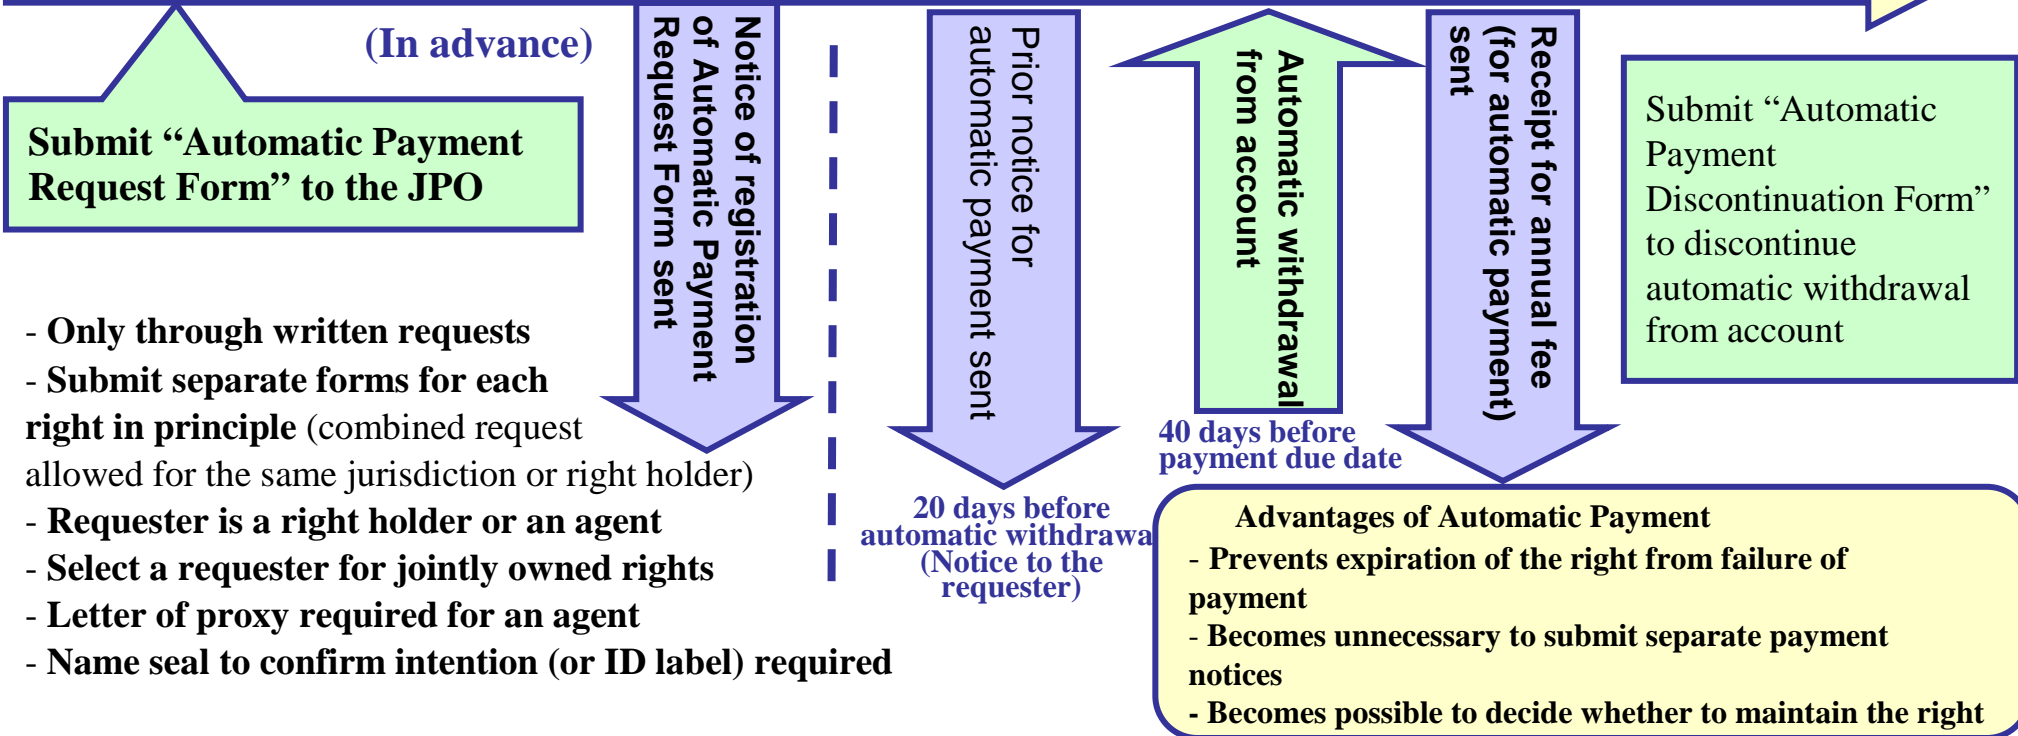 (In advance)
Submit “Automatic Payment
Request Form” to the JPO
Notice of registration
of Automatic Payment
Request Form sent
- Only through written requests
- Submit separate forms for each
right in principle (combined request
allowed for the same jurisdiction or right holder)
- Requester is a right holder or an agent
- Select a requester for jointly owned rights
- Letter of proxy required for an agent
- Name seal to confirm intention (or ID label) required
Prior notice for
automatic payment sent
20 days before
automatic withdrawa
(Notice to the
requester)
Automatic withdrawal
from account
40 days before
payment due date
Receipt for annual fee
(for automatic payment)
sent
Submit “Automatic
Payment
Discontinuation Form”
to discontinue
automatic withdrawal
from account
Advantages of Automatic Payment
- Prevents expiration of the right from failure of
payment
- Becomes unnecessary to submit separate payment
notices
- Becomes possible to decide whether to maintain the right